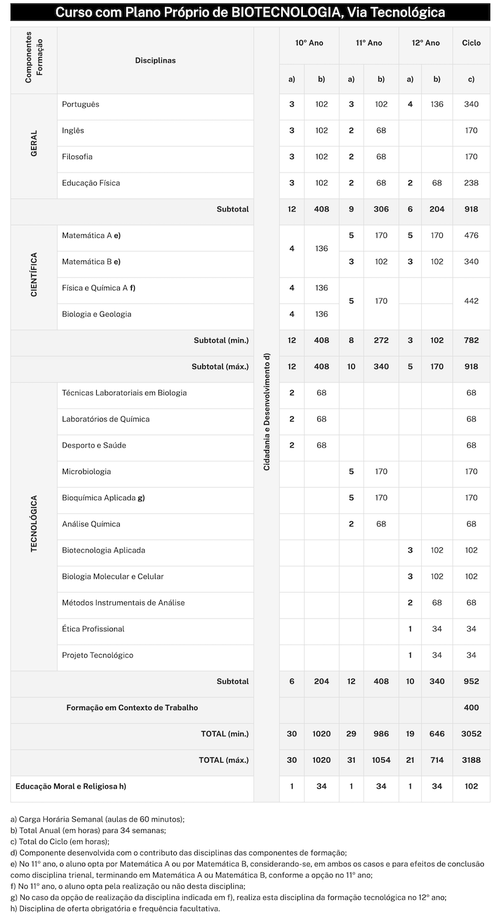 Curso com Plano Próprio de BIOTECNOLOGIA, Via Tecnológica
Componentes Formação Disciplinas 10º Ano 11º Ano 12º Ano Ciclo
a) b) a) b) a) b) c)
Cidadania e Desenvolvimento d)
GERAL
Português 3 102 3 102 4 136 340
Inglês 3 102 2 68 170
Filosofia 3 102 2 68 170
Educação Física 3 102 2 68 2 68 238
Subtotal 12 408 9 306 6 204 918
CIENTÍFICA
Matemática A e) 4 136 5 170 5 170 476
Matemática B e) 3 102 3 102 340
Física e Química A f) 4 136 5 170 442
Biologia e Geologia 4 136
Subtotal (min.) 12 408 8 272 3 102 782
Subtotal (máx.) 12 408 10 340 5 170 918
TECNOLÓGICA
Técnicas Laboratoriais em Biologia 2 68 68
Laboratórios de Química 2 68 68
Desporto e Saúde 2 68 68
Microbiologia 5 170 170
Bioquímica Aplicada g) 5 170 170
Análise Química 2 68 68
Biotecnologia Aplicada 3 102 102
Biologia Molecular e Celular 3 102 102
Métodos Instrumentais de Análise 2 68 68
Ética Profissional 1 34 34
Projeto Tecnológico 1 34 34
Subtotal 6 204 12 408 10 340 952
Formação em Contexto de Trabalho 400
TOTAL (min.) 30 1020 29 986 19 646 3052
TOTAL (máx.) 30 1020 31 1054 21 714 3188
Educação Moral e Religiosa h) 1 34 1 34 1 34 102
a) Carga Horária Semanal (aulas de 60 minutos);
b) Total Anual (em horas) para 34 semanas;
c) Total do Ciclo (em horas);
d) Componente desenvolvida com o contributo das disciplinas das componentes de formação;
e) No 11º ano, o aluno opta por Matemática A ou por Matemática B, considerando-se, em ambos os casos e para efeitos de conclusão
como disciplina trienal, terminando em Matemática A ou Matemática B, conforme a opção no 11º ano;
f) No 11º ano, o aluno opta pela realização ou não desta disciplina;
g) No caso da opção de realização da disciplina indicada em f), realiza esta disciplina da formação tecnológica no 12º ano;
h) Disciplina de oferta obrigatória e frequência facultativa.